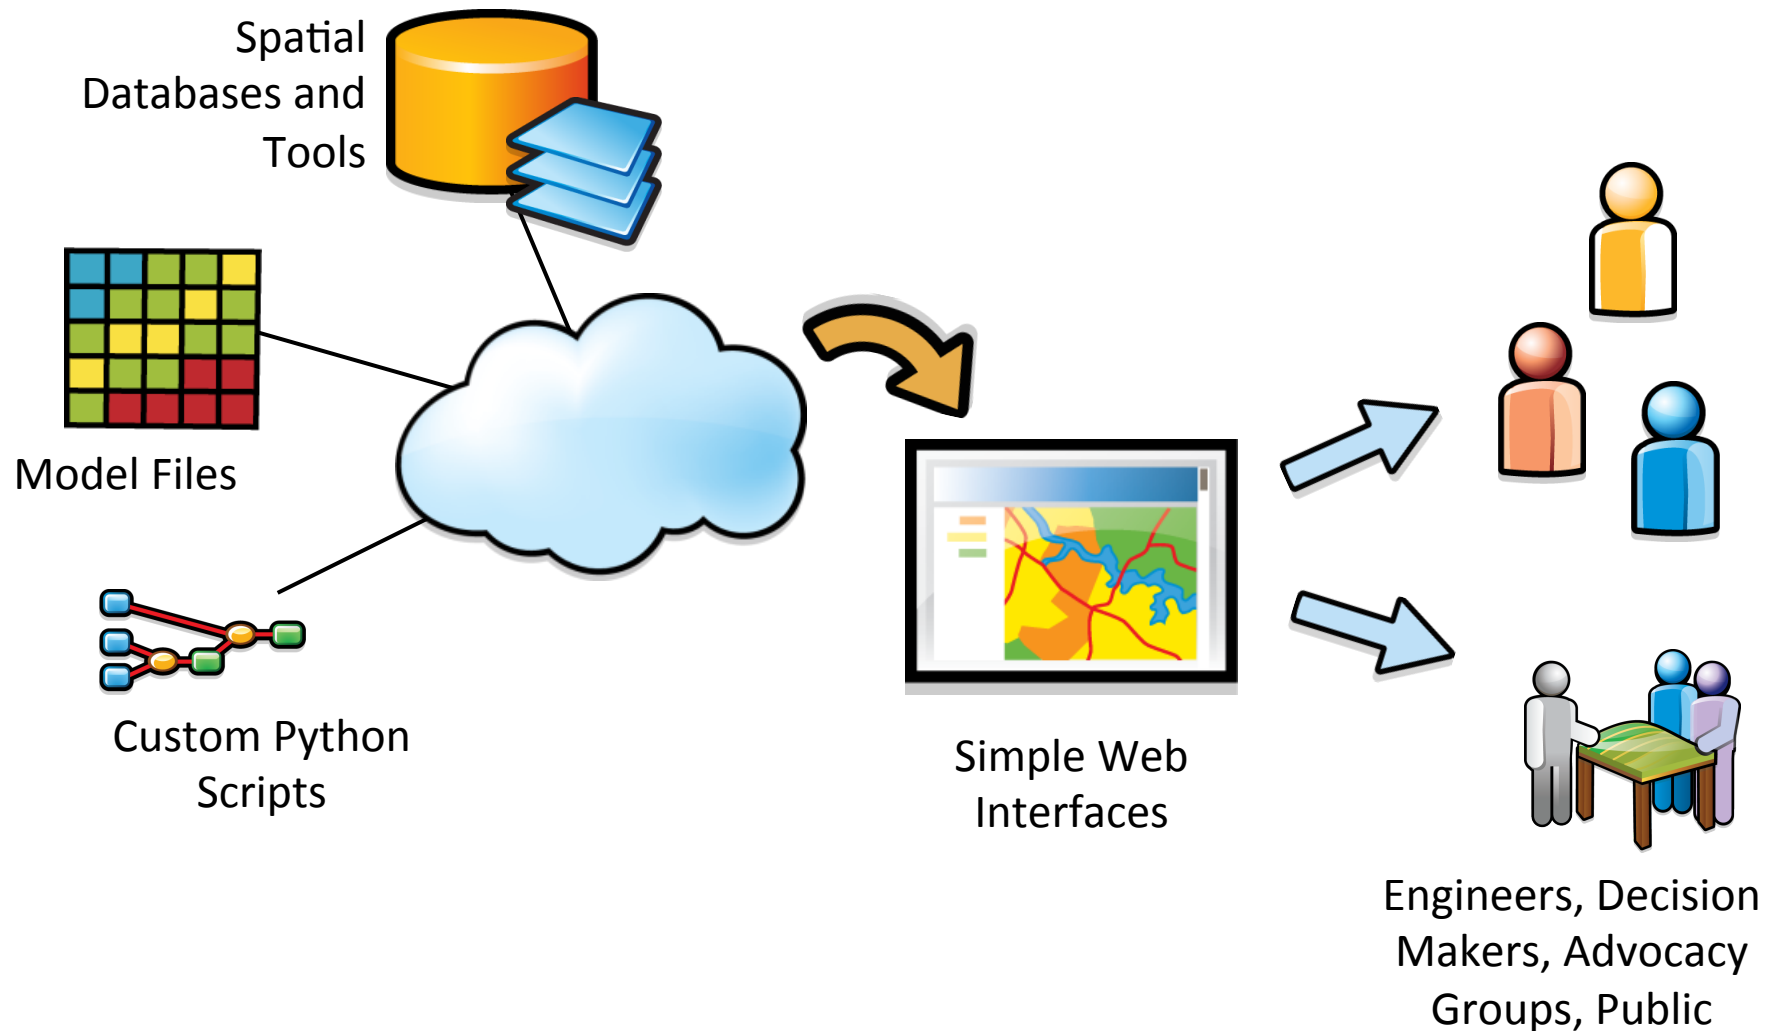 Spatial
Databases and
Tools
Model Files
Custom Python
Scripts
Simple Web
Interfaces
Engineers, Decision
Makers, Advocacy
Groups, Public